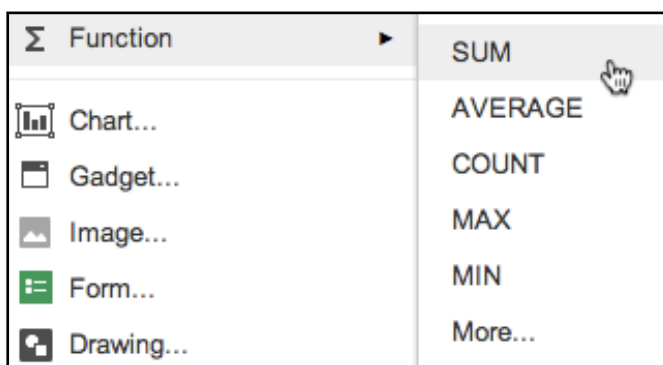 Σ Function ►
Chart...
Gadget...
Image...
Form...
Drawing...
SUM
AVERAGE
COUNT
MAX
MIN
More...